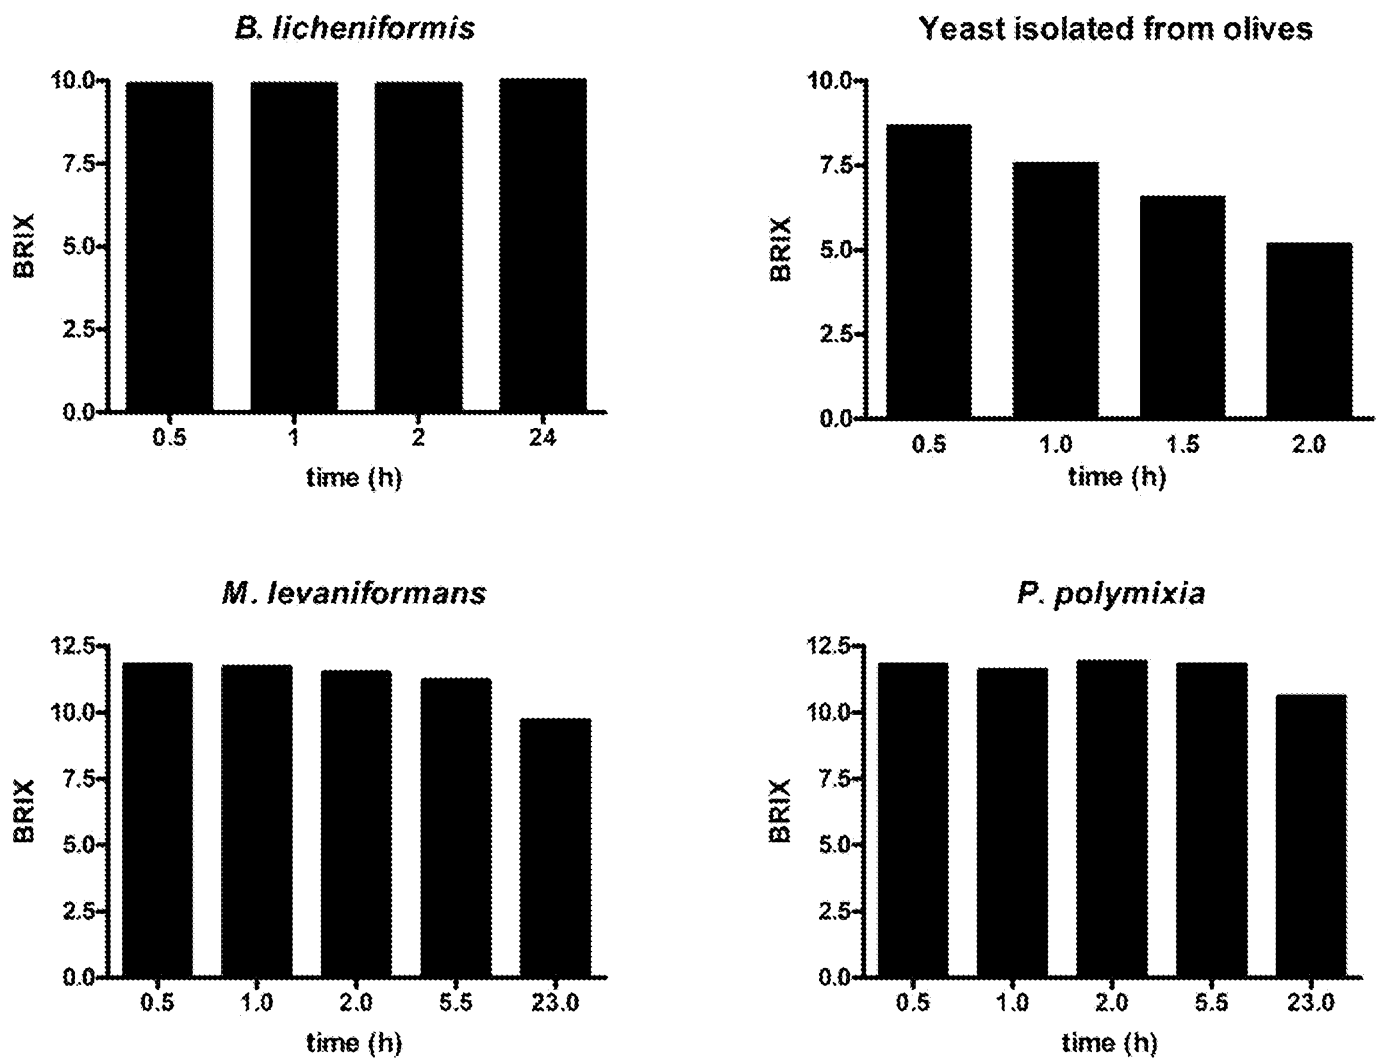 B. licheniformis
BRIX
10.0
7.5
5.0
2.5
0.0
0.5 1 2 24
time (h)
Yeast isolated from olives
BRIX
10.0
7.5
5.0
2.5
0.0
0.5 1.0 1.5 2.0
time (h)
M. levaniformans
BRIX
12.5
10.0
7.5
5.0
2.5
0.0
0.5 1.0 2.0 5.5 23.0
time (h)
P. polymixia
BRIX
12.5
10.0
7.5
5.0
2.5
0.0
0.5 1.0 2.0 5.5 23.0
time (h)